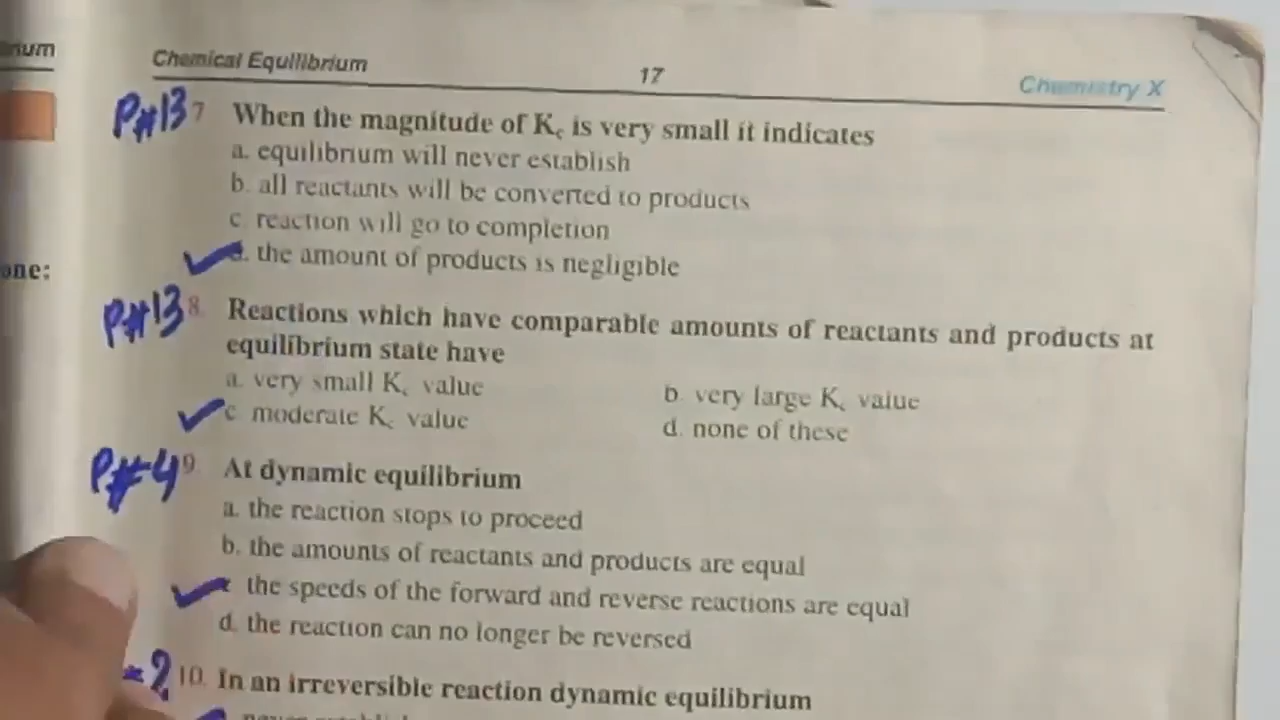 Chemical Equilibrium 17 Chemistry X
P#13 7 When the magnitude of Kc is very small it indicates
a. equilibrium will never establish
b. all reactants will be converted to products
c. reaction will go to completion
d. the amount of products is negligible
one:
P#13 8. Reactions which have comparable amounts of reactants and products at
equilibrium state have
a. very small Kc value b. very large Kc value
c moderate Kc value d. none of these
P#4 9. At dynamic equilibrium
a. the reaction stops to proceed
b. the amounts of reactants and products are equal
the speeds of the forward and reverse reactions are equal
d. the reaction can no longer be reversed
2 10. In an irreversible reaction dynamic equilibrium